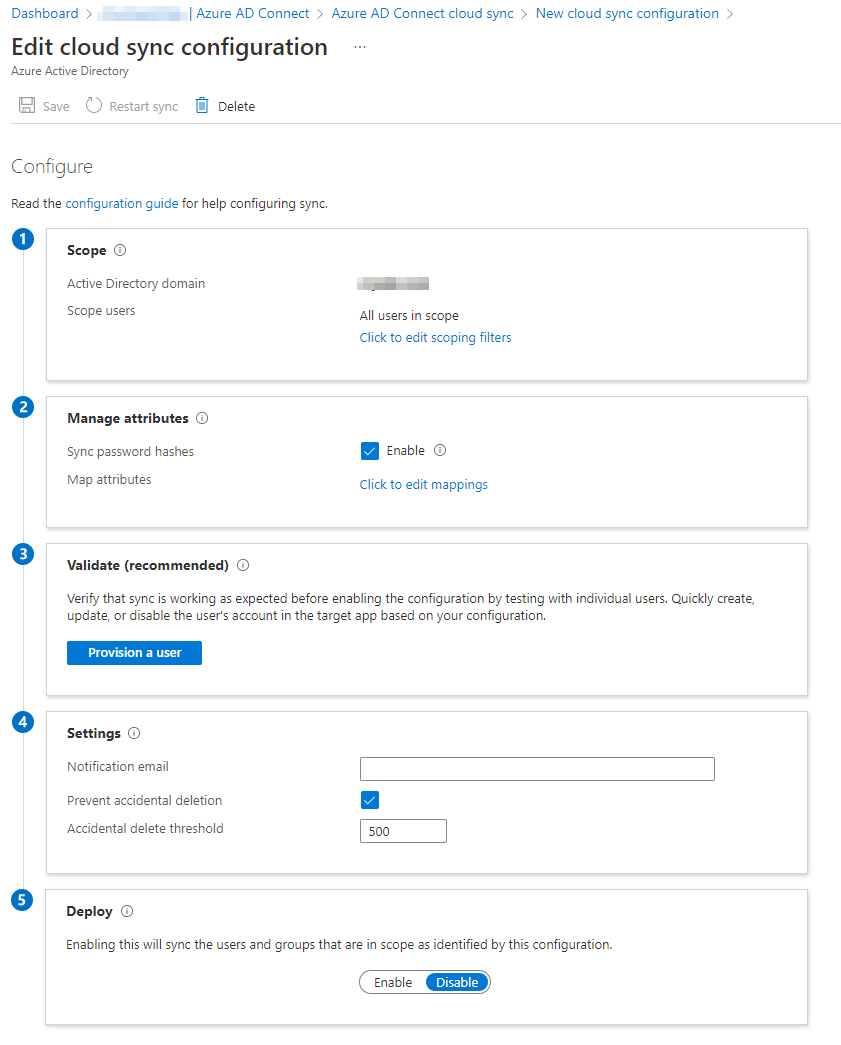 Dashboard > | Azure AD Connect > Azure AD Connect cloud sync > New cloud sync configuration >
Edit cloud sync configuration ...
Azure Active Directory
Save Restart sync Delete
Configure
Read the configuration guide for help configuring sync.
1 Scope
Active Directory domain
Scope users All users in scope
Click to edit scoping filters
2 Manage attributes
Sync password hashes Enable
Map attributes Click to edit mappings
3 Validate (recommended)
Verify that sync is working as expected before enabling the configuration by testing with individual users. Quickly create,
update, or disable the user's account in the target app based on your configuration.
Provision a user
4 Settings
Notification email
Prevent accidental deletion
Accidental delete threshold 500
5 Deploy
Enabling this will sync the users and groups that are in scope as identified by this configuration.
Enable Disable